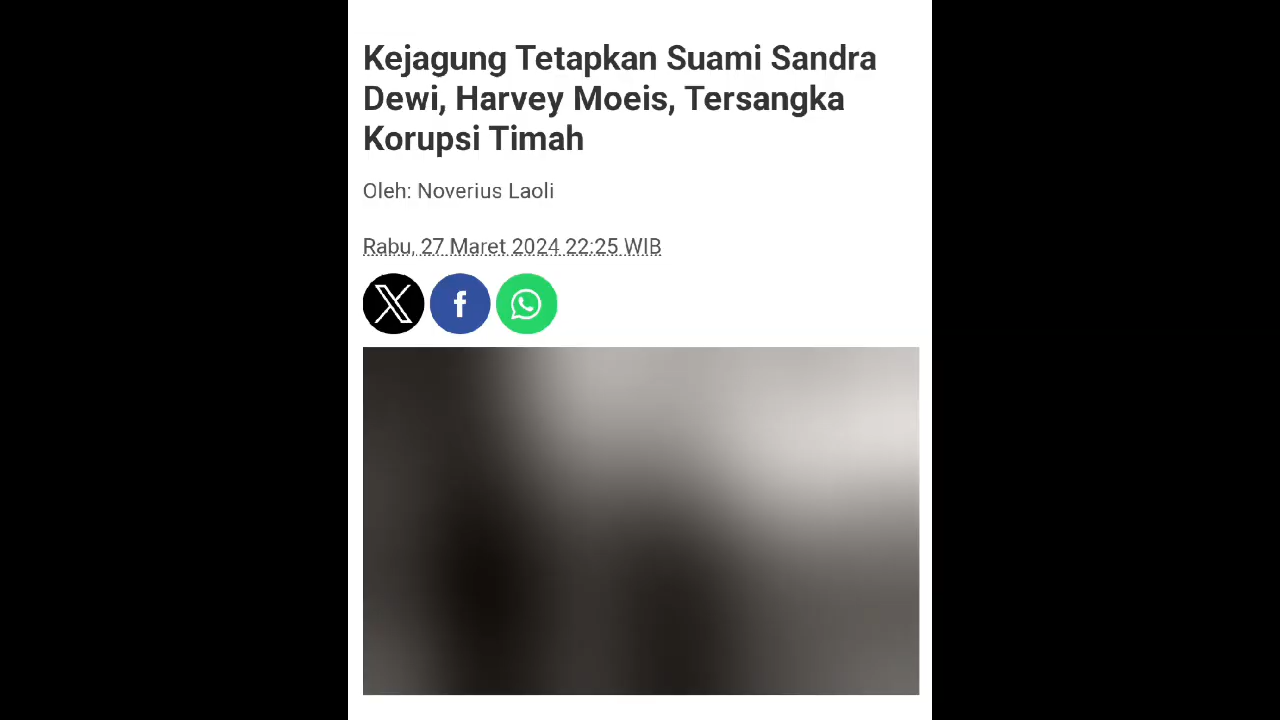 Kejagung Tetapkan Suami Sandra
Dewi, Harvey Moeis, Tersangka
Korupsi Timah
Oleh: Noverius Laoli
Rabu, 27 Maret 2024 22:25 WIB